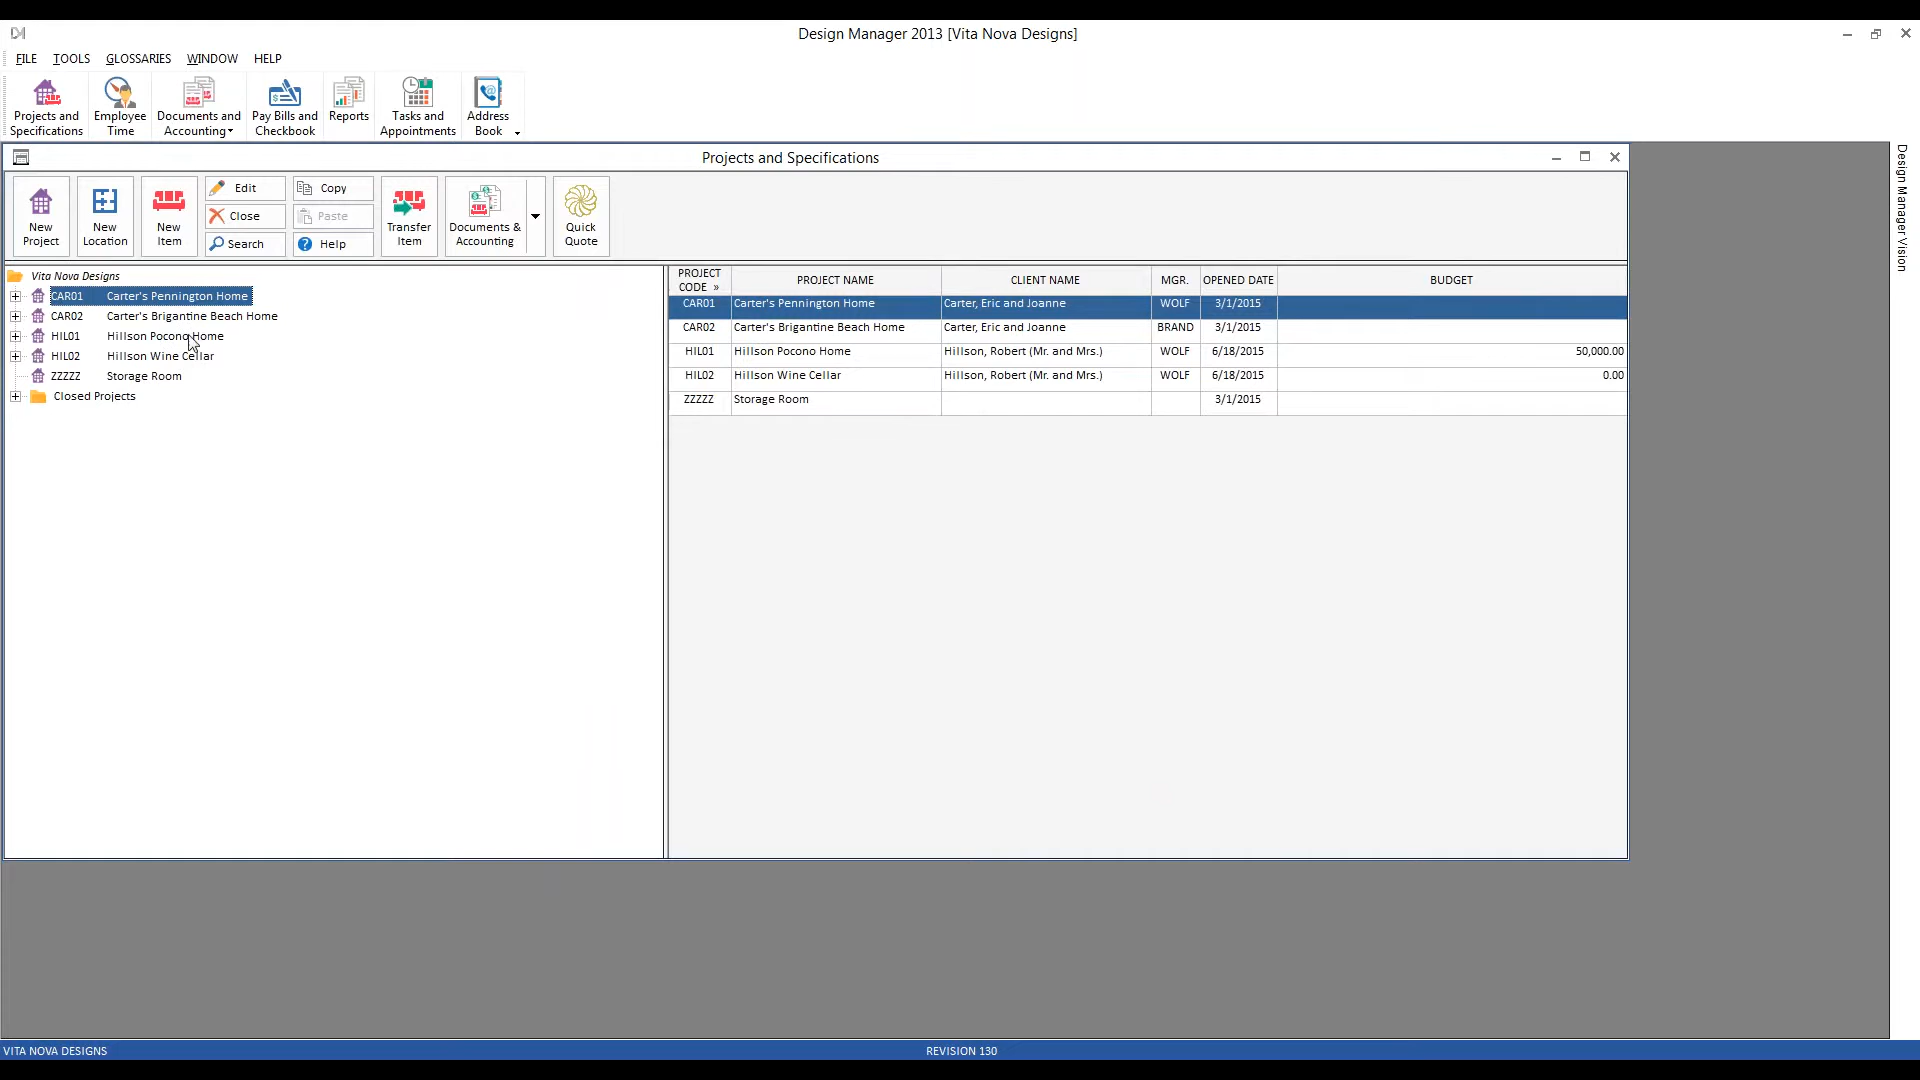 Design Manager 2013 [Vita Nova Designs]
FILE TOOLS GLOSSARIES WINDOW HELP
Projects and Specifications
Employee Time
Documents and Accounting
Pay Bills and Checkbook
Reports
Tasks and Appointments
Address Book
Design Manager Vision
Projects and Specifications
New Project
New Location
New Item
Edit
Close
Search
Copy
Paste
Help
Transfer Item
Documents & Accounting
Quick Quote
Vita Nova Designs
CAR01 Carter's Pennington Home
CAR02 Carter's Brigantine Beach Home
HIL01 Hillson Pocono Home
HIL02 Hillson Wine Cellar
ZZZZZ Storage Room
Closed Projects
PROJECT CODE » PROJECT NAME CLIENT NAME MGR. OPENED DATE BUDGET
CAR01 Carter's Pennington Home Carter, Eric and Joanne WOLF 3/1/2015
CAR02 Carter's Brigantine Beach Home Carter, Eric and Joanne BRAND 3/1/2015
HIL01 Hillson Pocono Home Hillson, Robert (Mr. and Mrs.) WOLF 6/18/2015 50,000.00
HIL02 Hillson Wine Cellar Hillson, Robert (Mr. and Mrs.) WOLF 6/18/2015 0.00
ZZZZZ Storage Room 3/1/2015
VITA NOVA DESIGNS REVISION 130